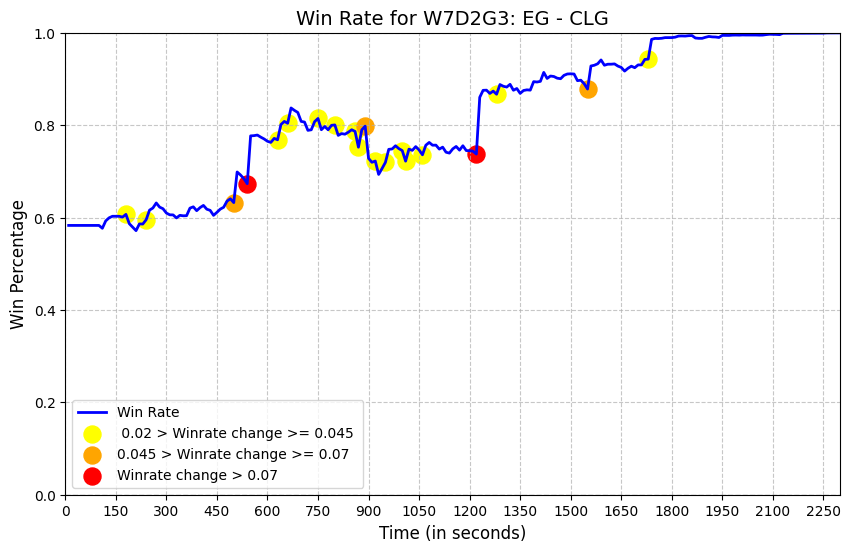 Win Rate for W7D2G3: EG - CLG
Win Percentage
1.0
0.8
0.6
0.4
0.2
0.0
Win Rate
0.02 > Winrate change >= 0.045
0.045 > Winrate change >= 0.07
Winrate change > 0.07
0 150 300 450 600 750 900 1050 1200 1350 1500 1650 1800 1950 2100 2250
Time (in seconds)